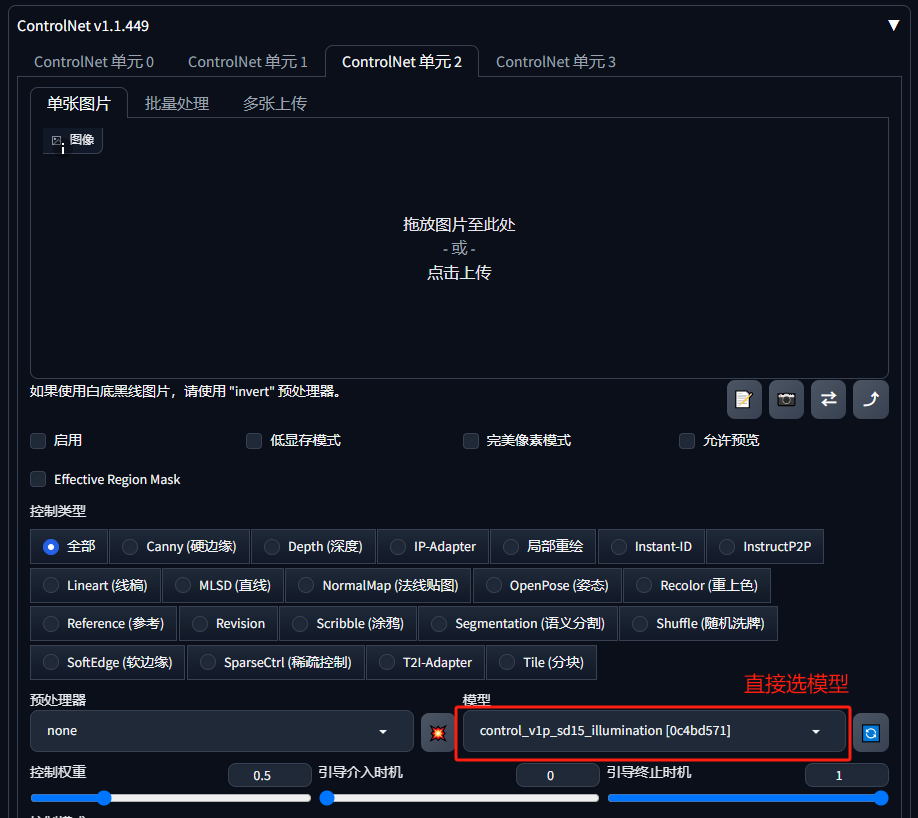 ControlNet v1.1.449 ▼
ControlNet 单元 0 ControlNet 单元 1 ControlNet 单元 2 ControlNet 单元 3
单张图片 批量处理 多张上传
图像
拖放图片至此处
- 或 -
点击上传
如果使用白底黑线图片，请使用 "invert" 预处理器。
启用 低显存模式 完美像素模式 允许预览
Effective Region Mask
控制类型
全部 Canny (硬边缘) Depth (深度) IP-Adapter 局部重绘 Instant-ID InstructP2P
Lineart (线稿) MLSD (直线) NormalMap (法线贴图) OpenPose (姿态) Recolor (重上色)
Reference (参考) Revision Scribble (涂鸦) Segmentation (语义分割) Shuffle (随机洗牌)
SoftEdge (软边缘) SparseCtrl (稀疏控制) T2I-Adapter Tile (分块)
直接选模型
预处理器 模型
none control_v1p_sd15_illumination [0c4bd571]
控制权重 0.5 引导介入时机 0 引导终止时机 1